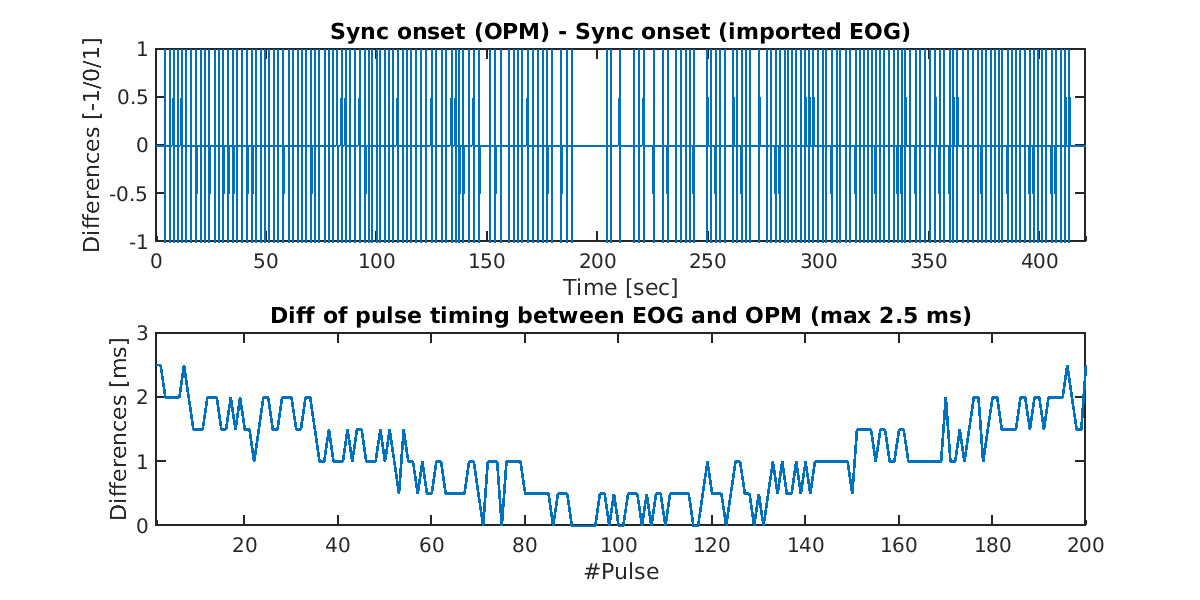 Sync onset (OPM) - Sync onset (imported EOG)
Differences [-1/0/1]
1
0.5
0
-0.5
-1
0 50 100 150 200 250 300 350 400
Time [sec]
Diff of pulse timing between EOG and OPM (max 2.5 ms)
Differences [ms]
3
2
1
0
20 40 60 80 100 120 140 160 180 200
#Pulse